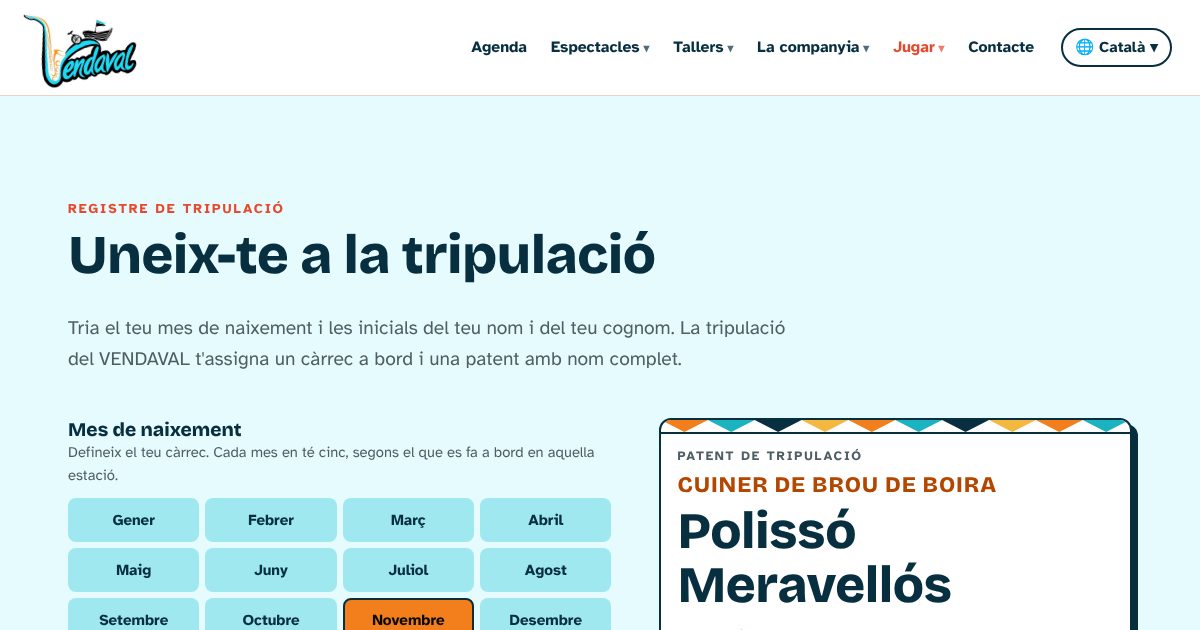 Vendaval
Agenda
Espectacles ▾
Tallers ▾
La companyia ▾
Jugar ▾
Contacte
🌐 Català ▾
REGISTRE DE TRIPULACIÓ
Uneix-te a la tripulació
Tria el teu mes de naixement i les inicials del teu nom i del teu cognom. La tripulació
del VENDAVAL t'assigna un càrrec a bord i una patent amb nom complet.
Mes de naixement
Defineix el teu càrrec. Cada mes en té cinc, segons el que es fa a bord en aquella
estació.
Gener
Febrer
Març
Abril
Maig
Juny
Juliol
Agost
Setembre
Octubre
Novembre
Desembre
PATENT DE TRIPULACIÓ
CUINER DE BROU DE BOIRA
Polissó
Meravellós